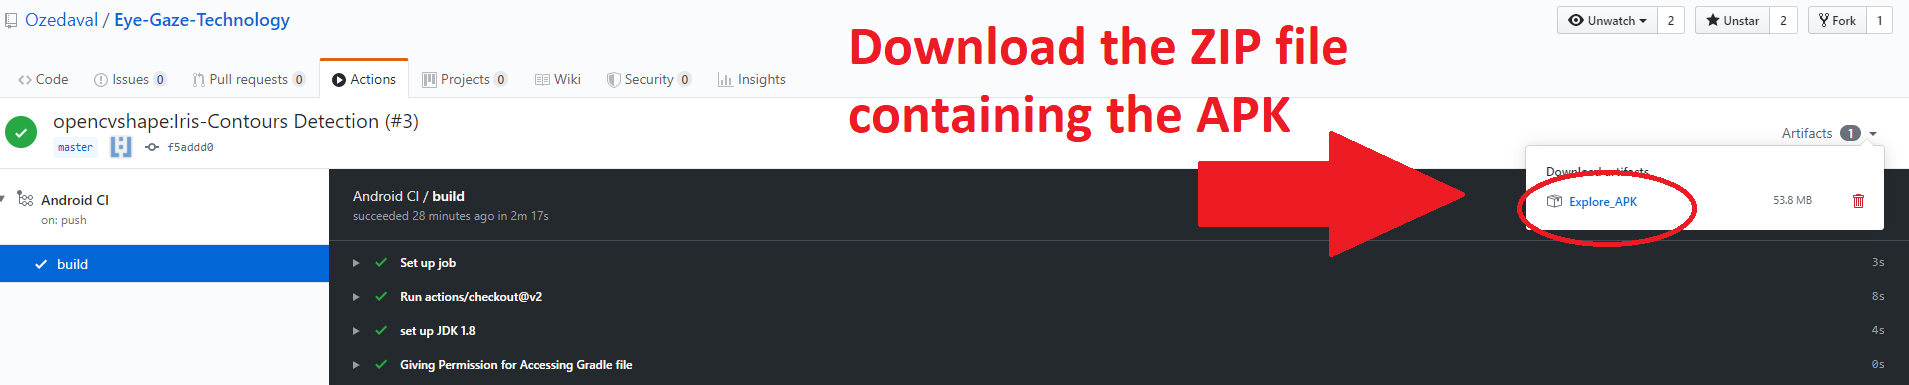 Ozedaval / Eye-Gaze-Technology
Unwatch 2 Unstar 2 Fork 1
Code Issues 0 Pull requests 0 Actions Projects 0 Wiki Security 0 Insights
Download the ZIP file
containing the APK
opencvshape:Iris-Contours Detection (#3)
master f5addd0
Artifacts 1
Download artifacts
Explore_APK 53.8 MB
Android CI
on: push
build
Android CI / build
succeeded 28 minutes ago in 2m 17s
Set up job 3s
Run actions/checkout@v2 8s
set up JDK 1.8 4s
Giving Permission for Accessing Gradle file 0s